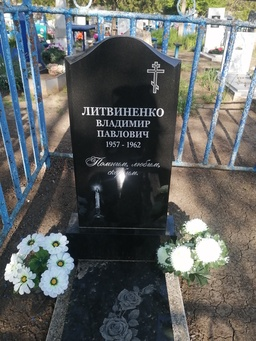 ЛИТВИНЕНКО
ВЛАДИМИР
ПАВЛОВИЧ
1957 - 1962
Помним, любим,
скорбим.